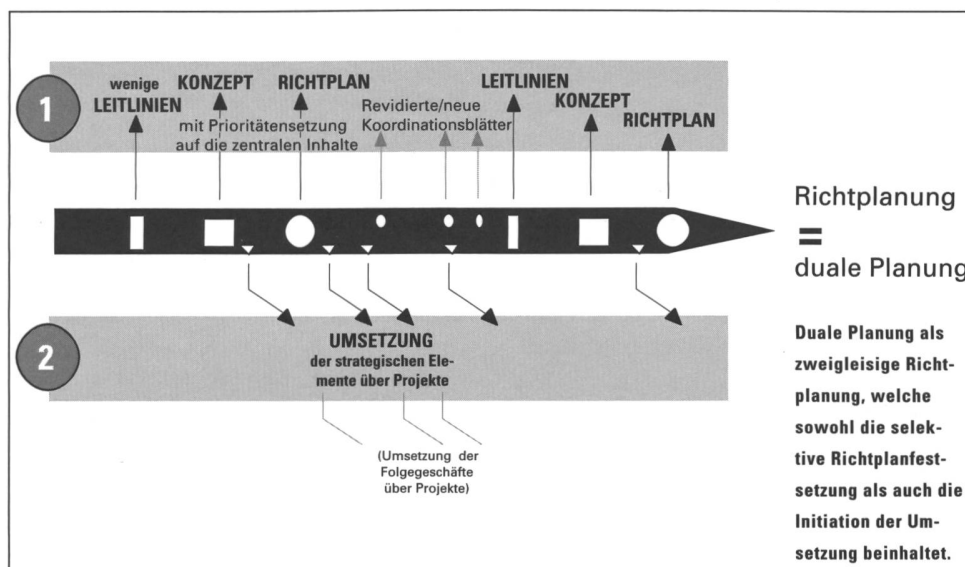 1
wenige
LEITLINIEN
KONZEPT
RICHTPLAN
mit Prioritätensetzung
auf die zentralen Inhalte
Revidierte/neue
Koordinationsblätter
LEITLINIEN
KONZEPT
RICHTPLAN
Richtplanung
=
duale Planung
2
UMSETZUNG
der strategischen Ele-
mente über Projekte
(Umsetzung der
Folgegeschäfte
über Projekte)
Duale Planung als
zweigleisige Richt-
planung, welche
sowohl die selek-
tive Richtplanfest-
setzung als auch die
Initiation der Um-
setzung beinhaltet.